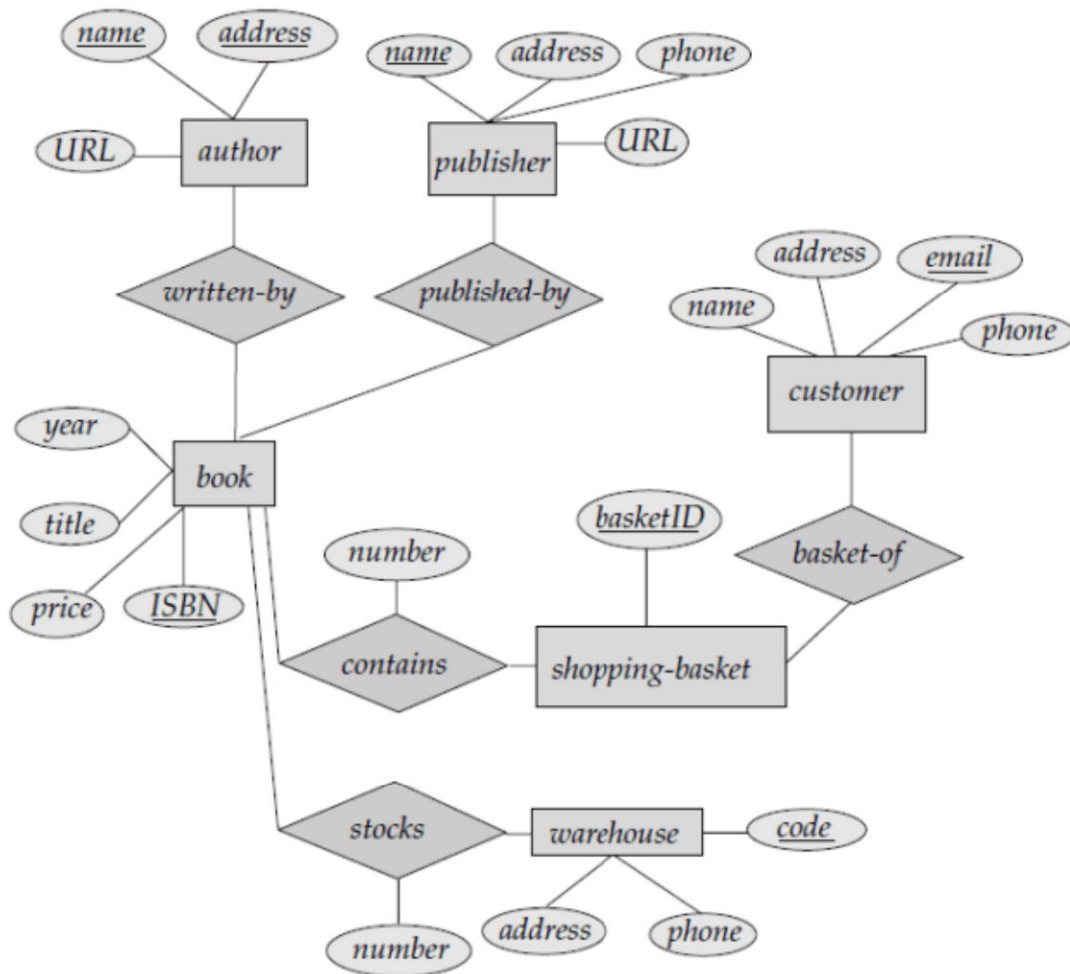 name
address
name
address
phone
URL
author
publisher
URL
written-by
published-by
address
email
name
phone
customer
year
book
title
price
ISBN
number
basketID
basket-of
contains
shopping-basket
stocks
warehouse
code
number
address
phone